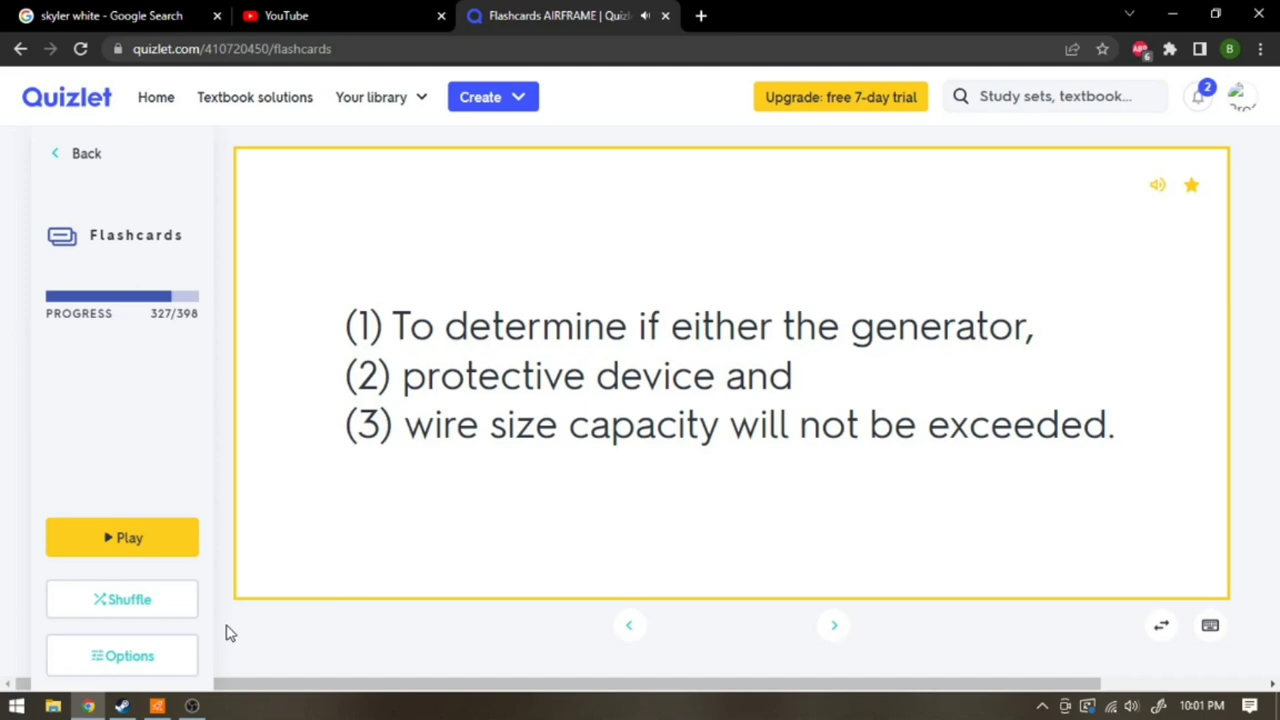 skyler white - Google Search
YouTube
Flashcards AIRFRAME | Quizl
quizlet.com/410720450/flashcards
ABP
6
B
Quizlet
Home
Textbook solutions
Your library
Create
Upgrade: free 7-day trial
Study sets, textbook...
2
Back
Flashcards
PROGRESS 327/398
(1) To determine if either the generator,
(2) protective device and
(3) wire size capacity will not be exceeded.
Play
Shuffle
Options
10:01 PM